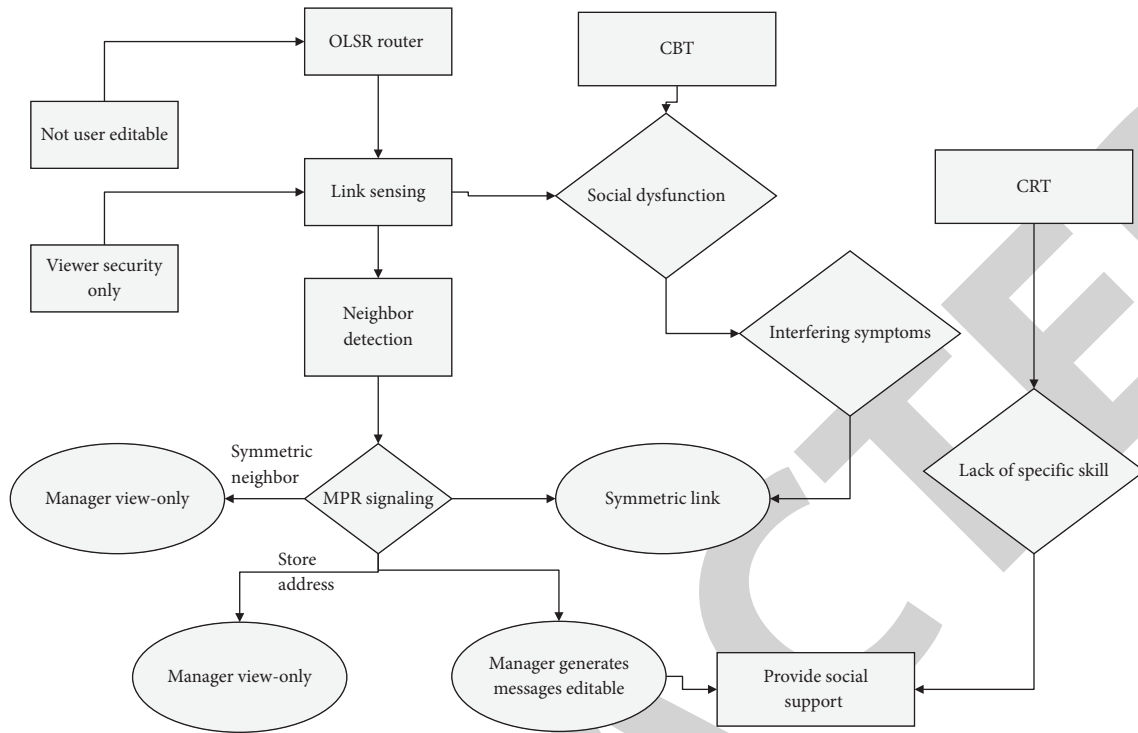 OLSR router
CBT
Not user editable
Link sensing
Social dysfunction
CRT
Viewer security
only
Neighbor
detection
Interfering symptoms
Symmetric
neighbor
Manager view-only
MPR signaling
Symmetric link
Lack of specific skill
Store
address
Manager view-only
Manager generates
messages editable
Provide social
support